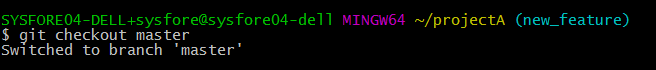 SYSFORE04-DELL+sysfore@sysfore04-dell MINGW64 ~/projectA (new_feature)
$ git checkout master
Switched to branch 'master'